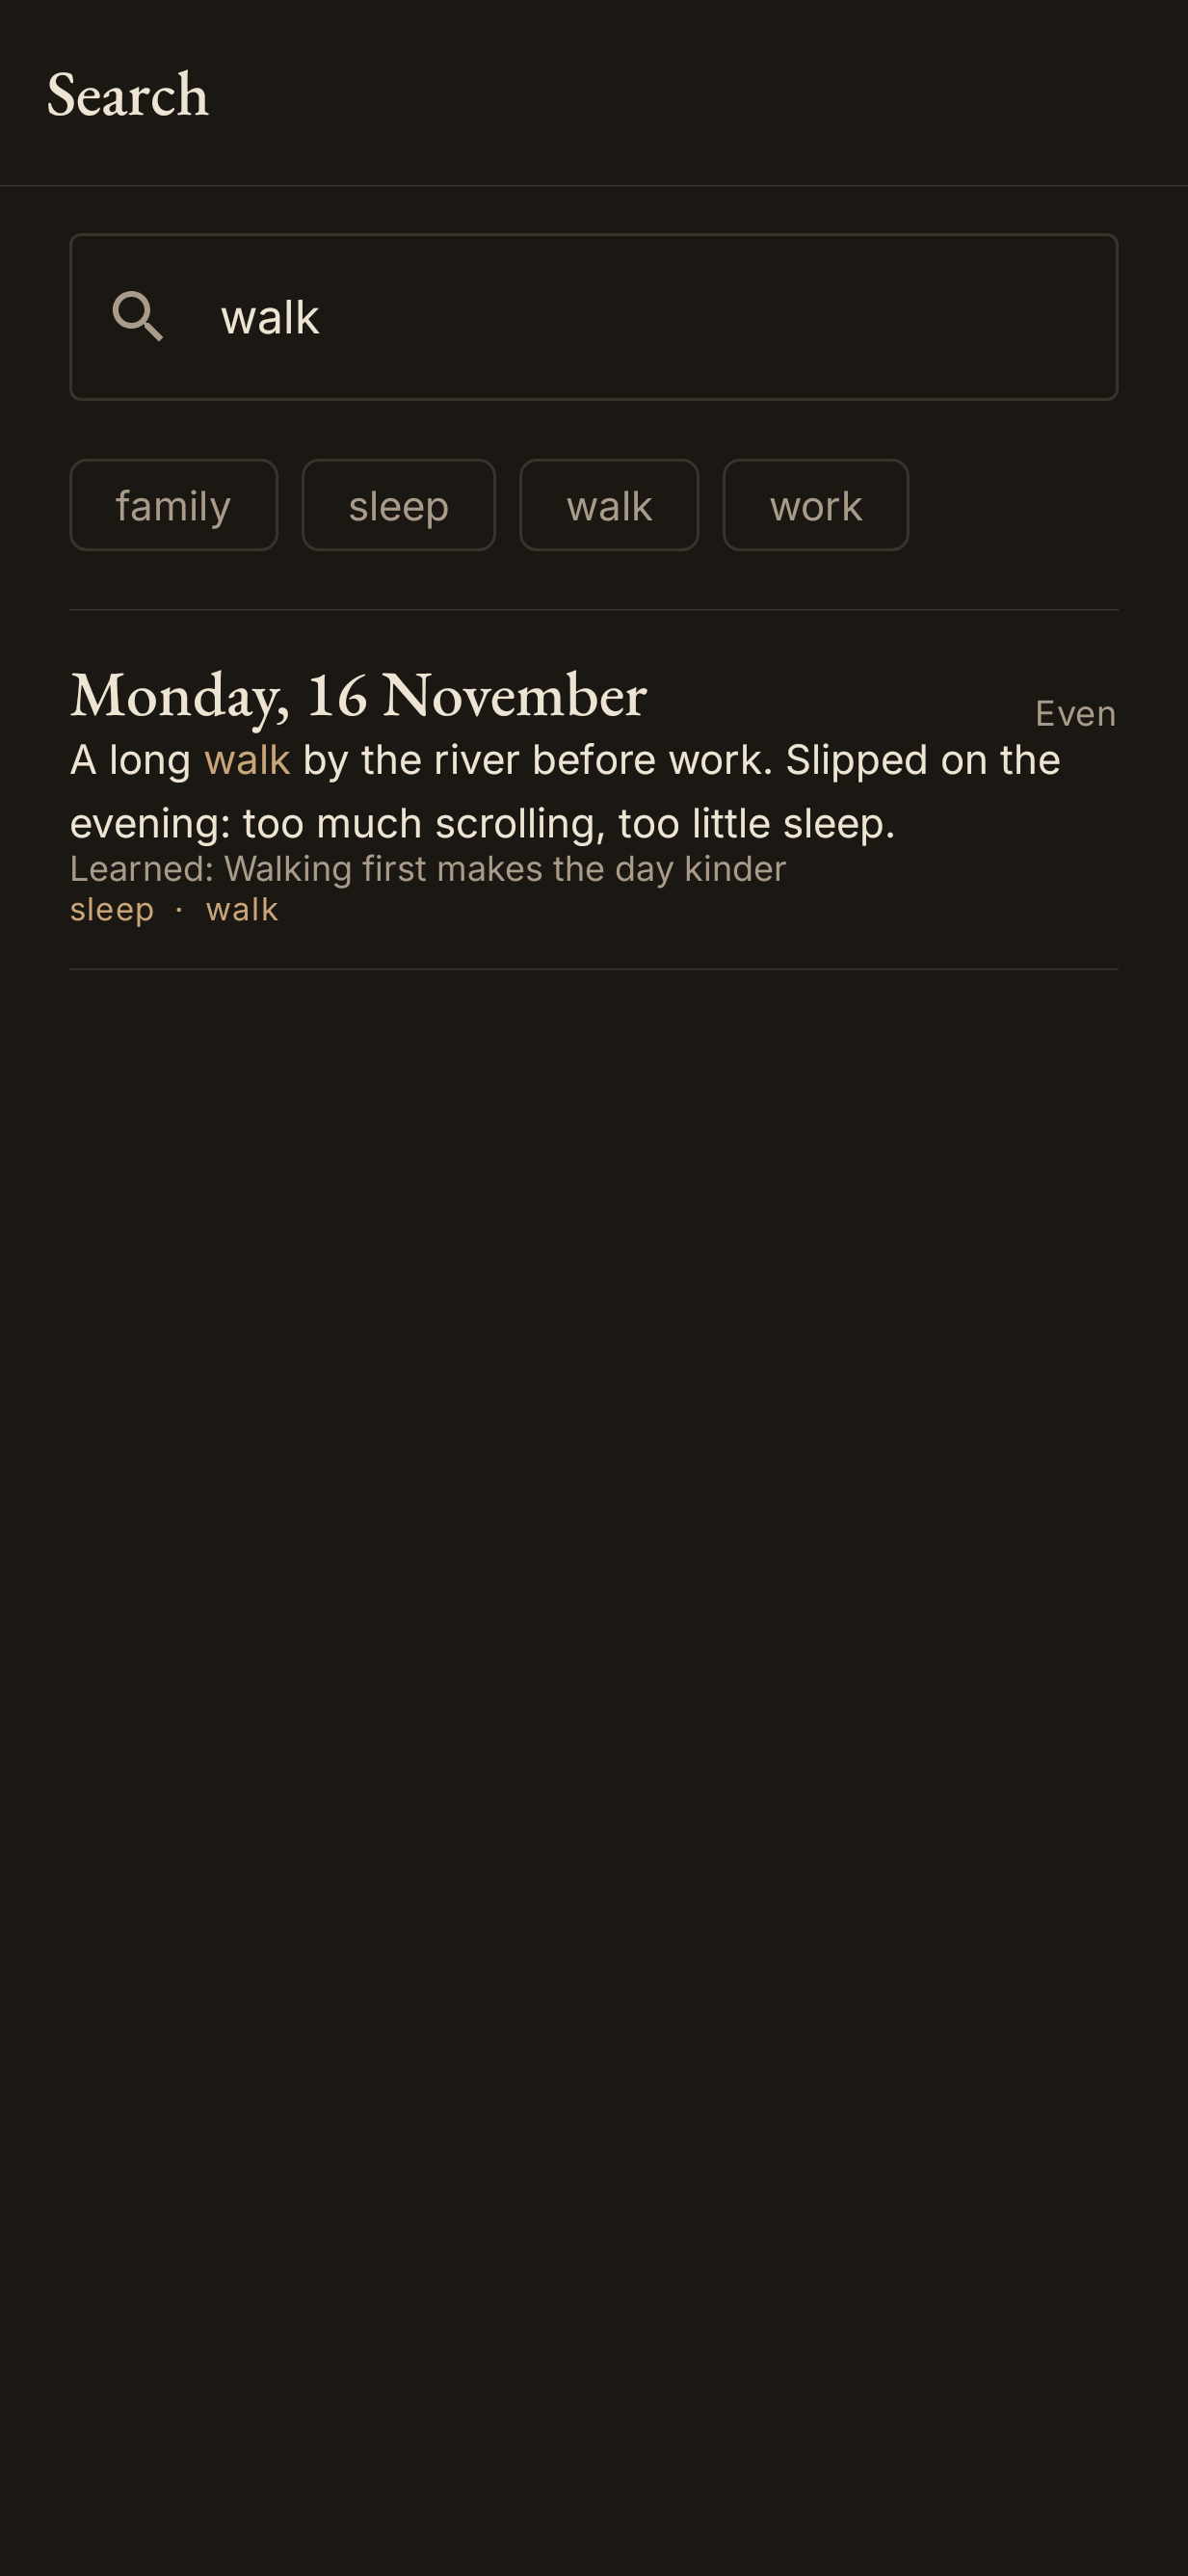 Search
walk
family sleep walk work
Monday, 16 November
Even
A long walk by the river before work. Slipped on the
evening: too much scrolling, too little sleep.
Learned: Walking first makes the day kinder
sleep · walk